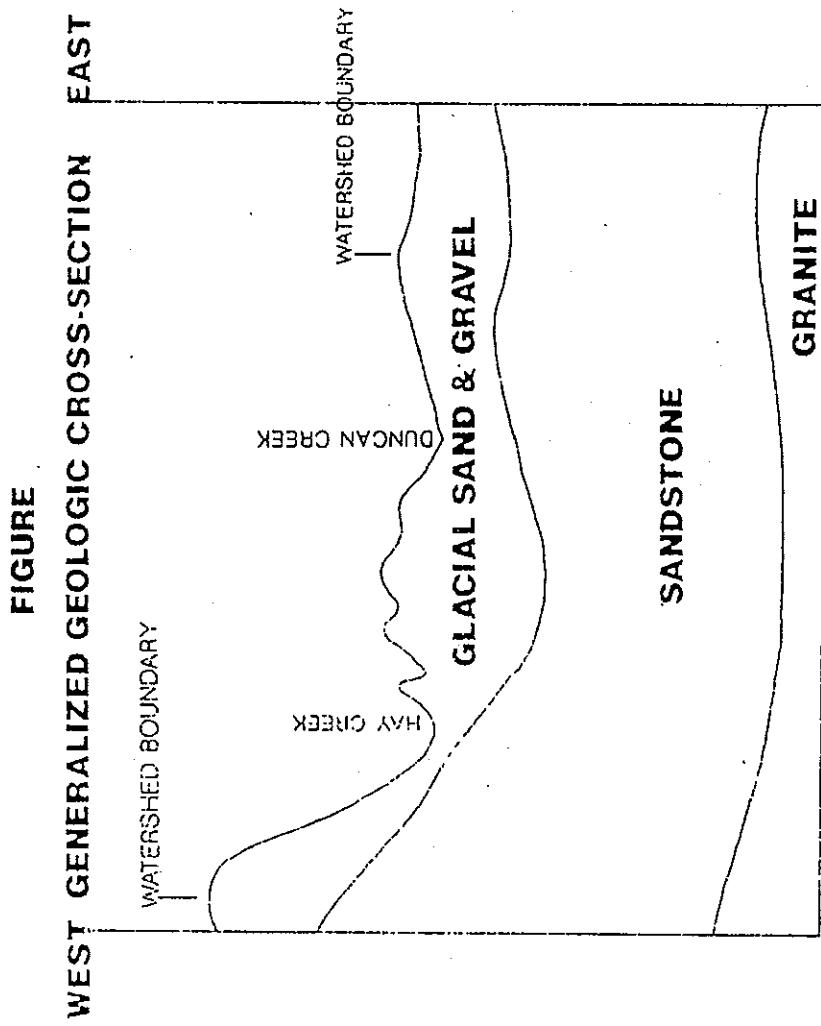 FIGURE
WEST GENERALIZED GEOLOGIC CROSS-SECTION EAST
WATERSHED BOUNDARY
WATERSHED BOUNDARY
HAY CREEK
DUNCAN CREEK
GLACIAL SAND & GRAVEL
SANDSTONE
GRANITE